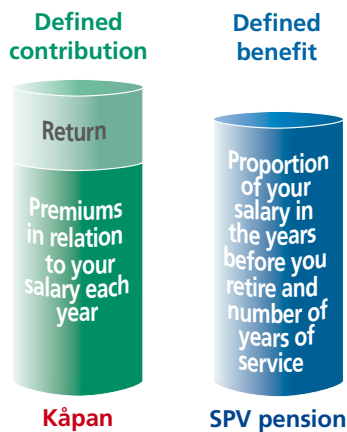 Defined
contribution
Return
Premiums
in relation
to your
salary each
year
Kåpan
Defined
benefit
Proportion
of your
salary in
the years
before you
retire and
number of
years of
service
SPV pension